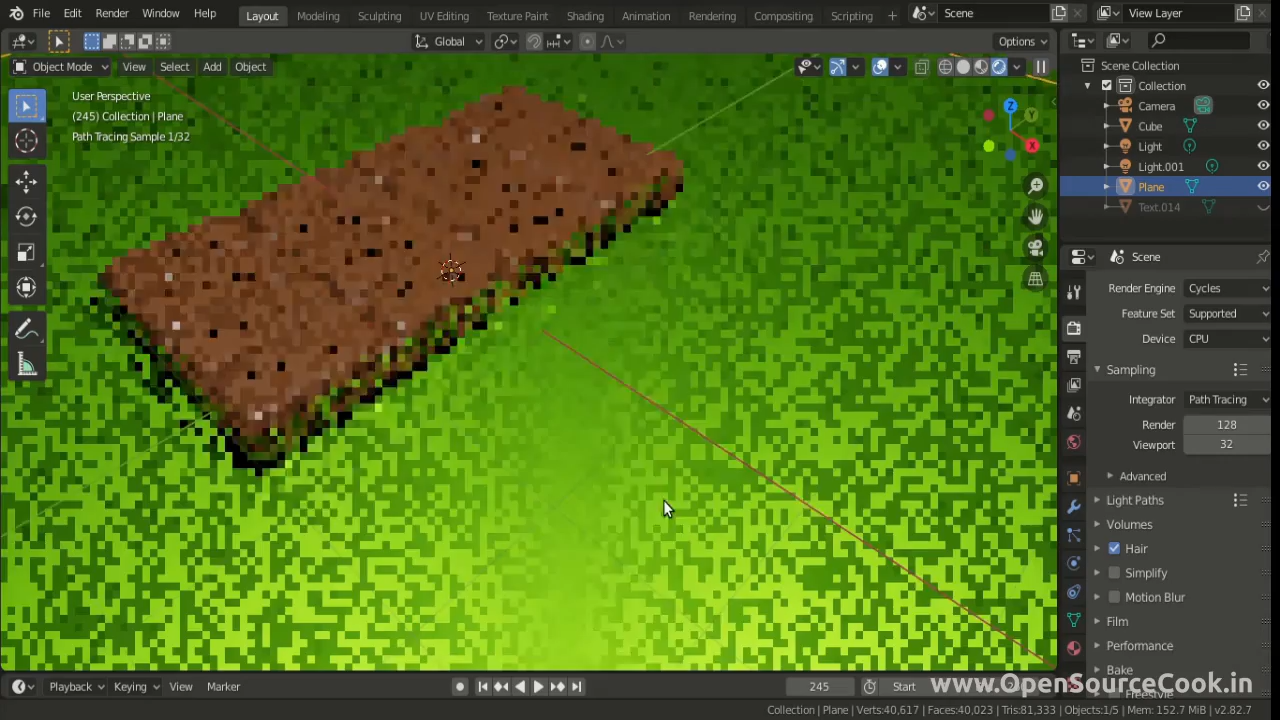 File Edit Render Window Help Layout Modeling Sculpting UV Editing Texture Paint Shading Animation Rendering Compositing Scripting + Scene View Layer
Global Options
Object Mode View Select Add Object
User Perspective
(245) Collection | Plane
Path Tracing Sample 1/32
Z
Y
X
Scene Collection
Collection
Camera
Cube
Light
Light.001
Plane
Text.014
Scene
Render Engine Cycles
Feature Set Supported
Device CPU
Sampling
Integrator Path Tracing
Render 128
Viewport 32
Advanced
Light Paths
Volumes
Hair
Simplify
Motion Blur
Film
Performance
Bake
Freestyle
Playback Keying View Marker 245 Start
www.OpenSourceCook.in
Collection | Plane | Verts:40,617 | Faces:40,023 | Tris:81,333 | Objects:1/5 | Mem: 152.7 MiB | v2.82.7